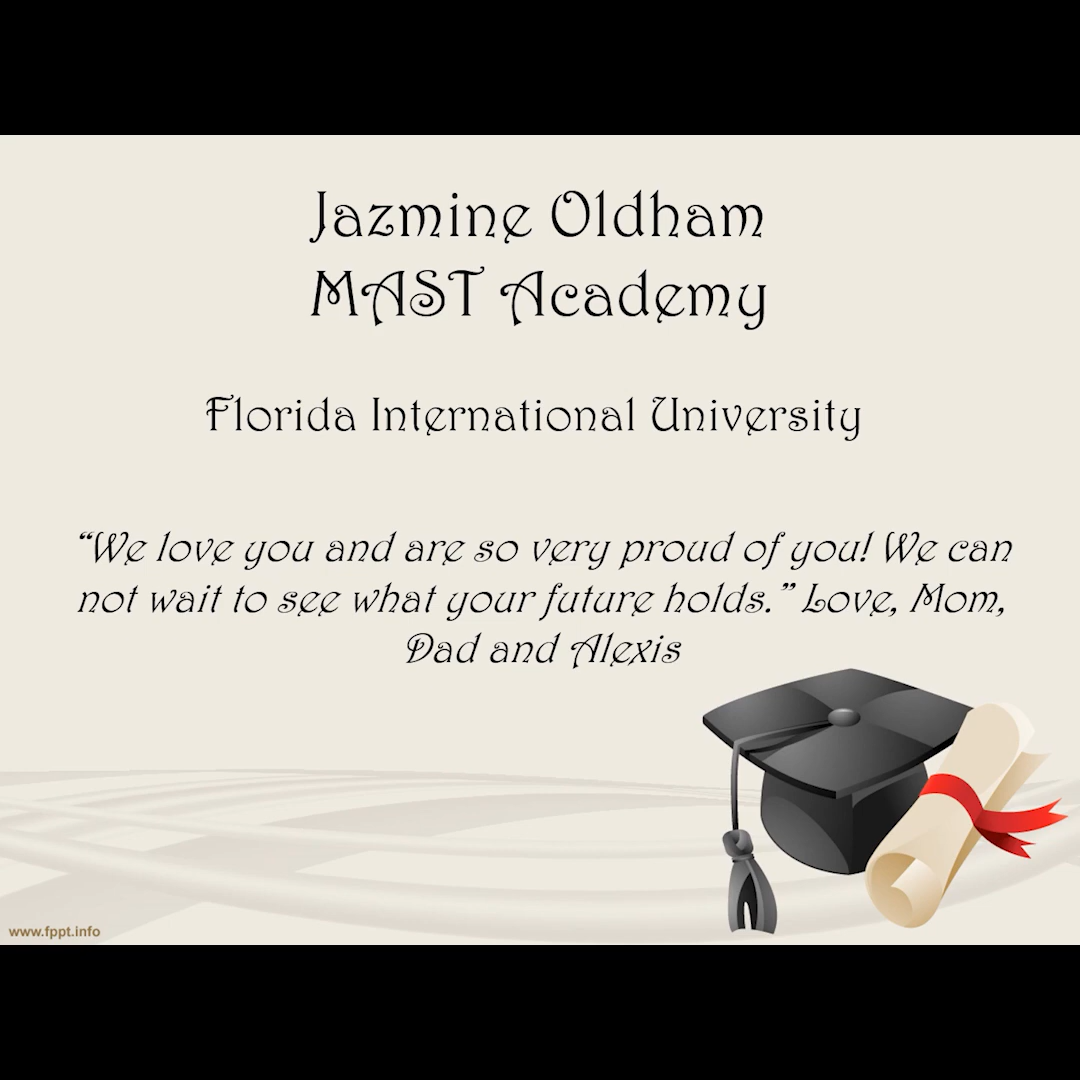 Jazmine Oldham
MAST Academy
Florida International University
“We love you and are so very proud of you! We can
not wait to see what your future holds.” Love, Mom,
Dad and Alexis
www.fppt.info